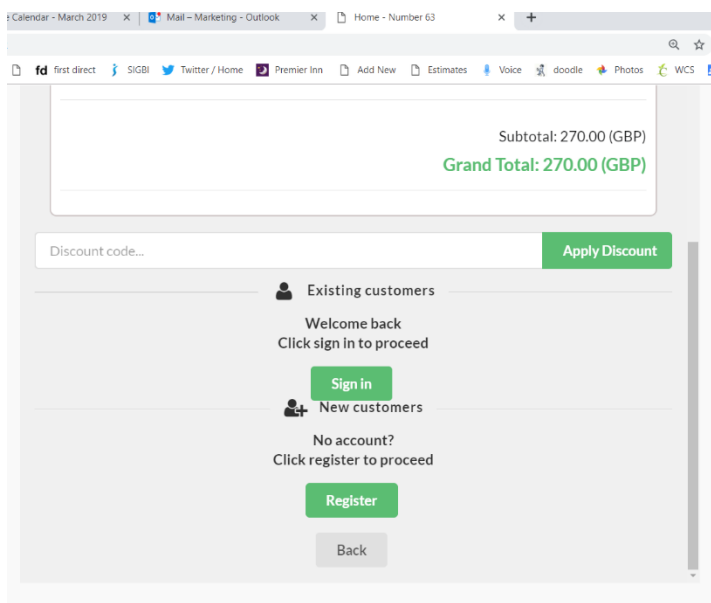 e Calendar - March 2019
Mail – Marketing - Outlook
Home - Number 63
fd first direct
SIGBI
Twitter / Home
Premier Inn
Add New
Estimates
Voice
doodle
Photos
WCS
Subtotal: 270.00 (GBP)
Grand Total: 270.00 (GBP)
Discount code...
Apply Discount
Existing customers
Welcome back
Click sign in to proceed
Sign in
New customers
No account?
Click register to proceed
Register
Back